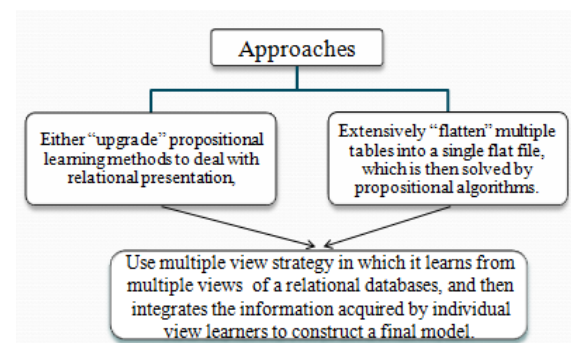 Approaches
Either “upgrade” propositional
learning methods to deal with
relational presentation,
Extensively “flatten” multiple
tables into a single flat file,
which is then solved by
propositional algorithms.
Use multiple view strategy in which it learns from
multiple views of a relational databases, and then
integrates the information acquired by individual
view learners to construct a final model.